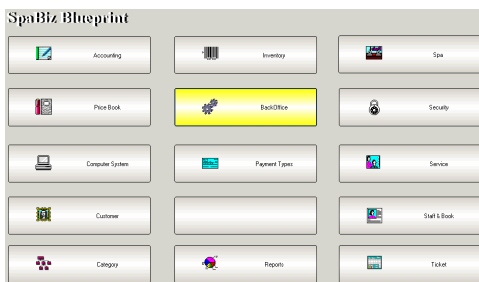 SpaBiz Blueprint
Accounting
Inventory
Spa
Price Book
BackOffice
Security
Computer System
Payment Types
Service
Customer
Staff & Book
Category
Reports
Ticket